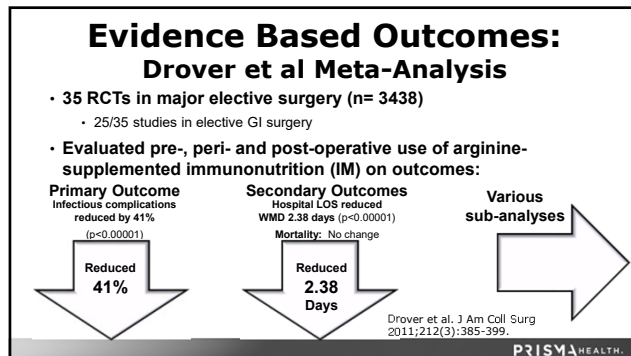 Evidence Based Outcomes:
Drover et al Meta-Analysis
• 35 RCTs in major elective surgery (n= 3438)
• 25/35 studies in elective GI surgery
• Evaluated pre-, peri- and post-operative use of arginine-
supplemented immunonutrition (IM) on outcomes:
Primary Outcome
Infectious complications
reduced by 41%
(p<0.00001)
Reduced
41%
Secondary Outcomes
Hospital LOS reduced
WMD 2.38 days (p<0.00001)
Mortality: No change
Reduced
2.38
Days
Various
sub-analyses
Drover et al. J Am Coll Surg
2011;212(3):385-399.
PRISMA HEALTH.